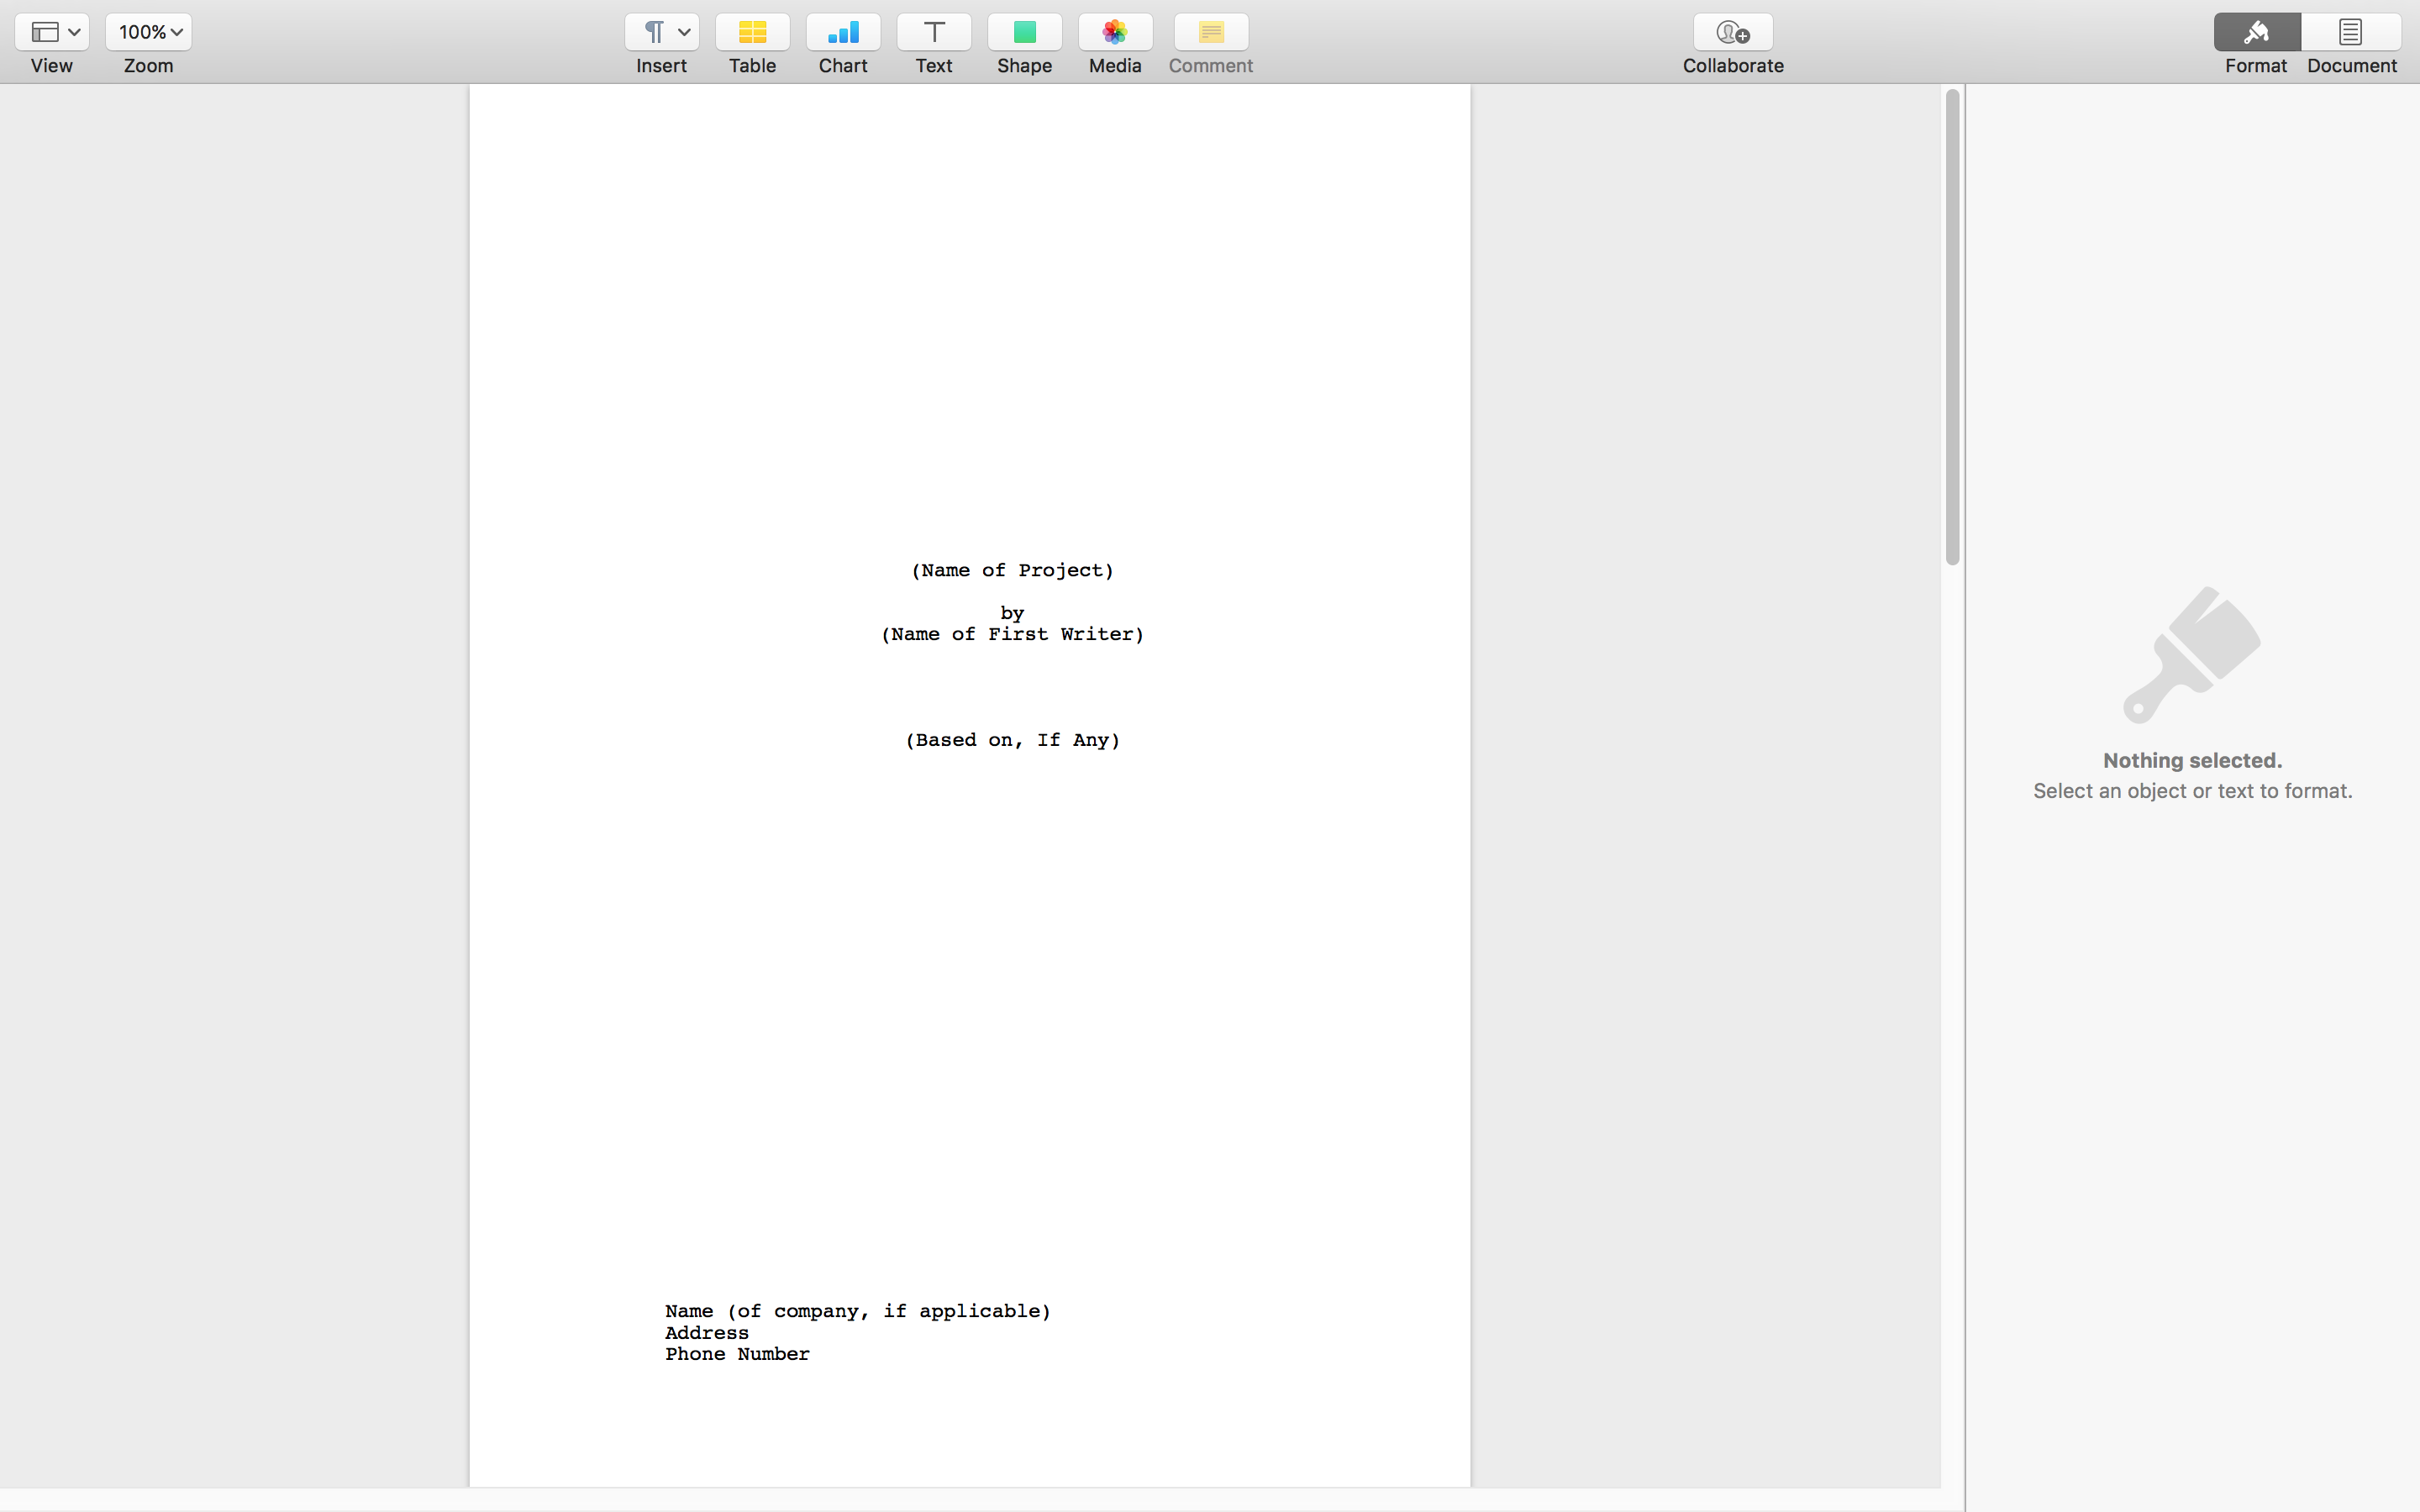 100%
View Zoom Insert Table Chart Text Shape Media Comment Collaborate Format Document
(Name of Project)
by
(Name of First Writer)
(Based on, If Any)
Name (of company, if applicable)
Address
Phone Number
Nothing selected.
Select an object or text to format.